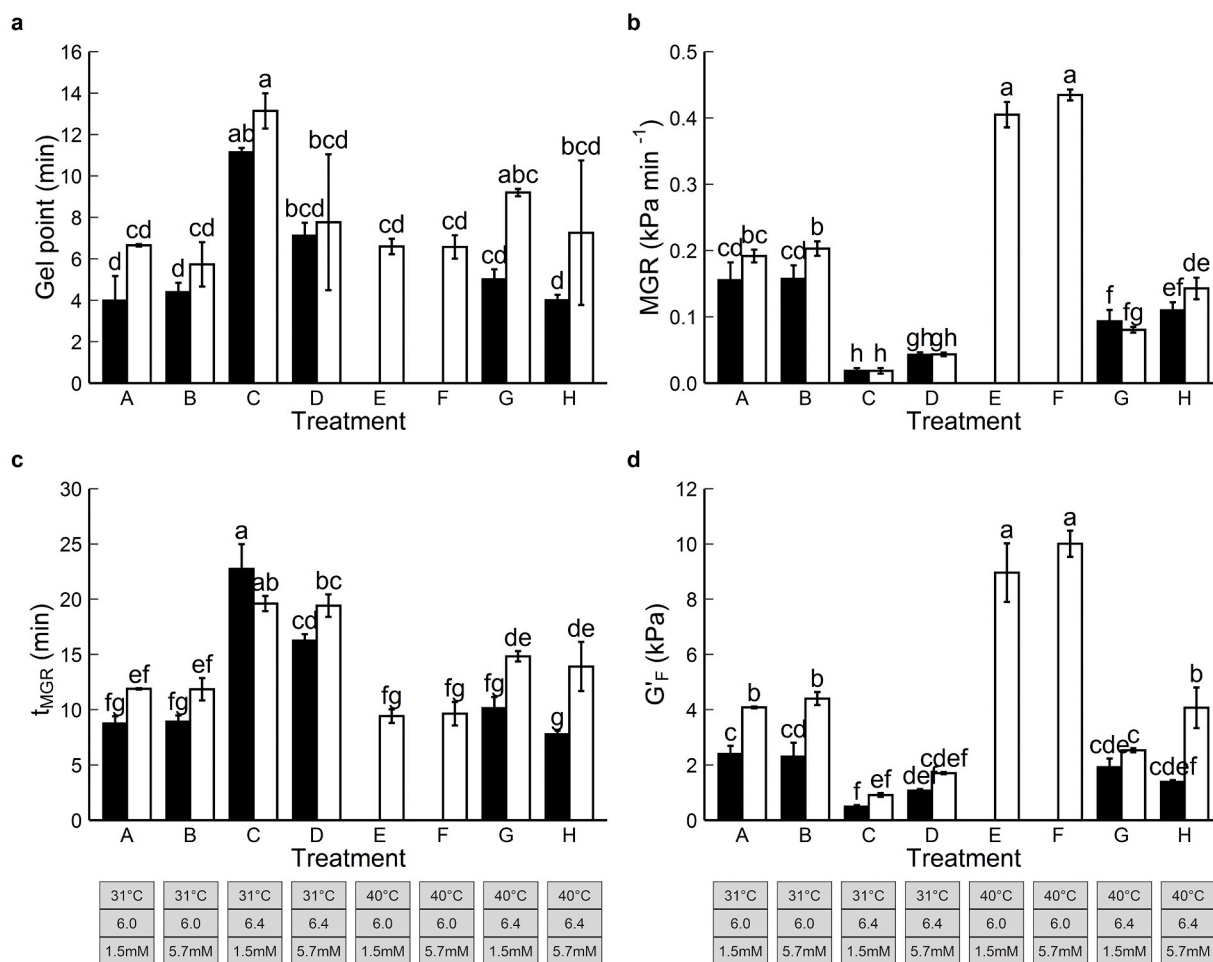 a
Gel point (min)
16
14
12
10
8
6
4
2
0
d cd d cd ab a bcd bcd cd cd cd abc d bcd
A B C D E F G H
Treatment
b
MGR (kPa min -1)
0.5
0.4
0.3
0.2
0.1
0.0
cd bc cd b h h gh gh a a f fg ef de
A B C D E F G H
Treatment
c
tMGR (min)
30
25
20
15
10
5
0
fg ef fg ef a ab cd bc fg fg fg de g de
A B C D E F G H
Treatment
d
G'F (kPa)
12
10
8
6
4
2
0
c b cd b f ef def cdef a a cde c cdef b
A B C D E F G H
Treatment
31°C 31°C 31°C 31°C 40°C 40°C 40°C 40°C
6.0 6.0 6.4 6.4 6.0 6.0 6.4 6.4
1.5mM 5.7mM 1.5mM 5.7mM 1.5mM 5.7mM 1.5mM 5.7mM
31°C 31°C 31°C 31°C 40°C 40°C 40°C 40°C
6.0 6.0 6.4 6.4 6.0 6.0 6.4 6.4
1.5mM 5.7mM 1.5mM 5.7mM 1.5mM 5.7mM 1.5mM 5.7mM